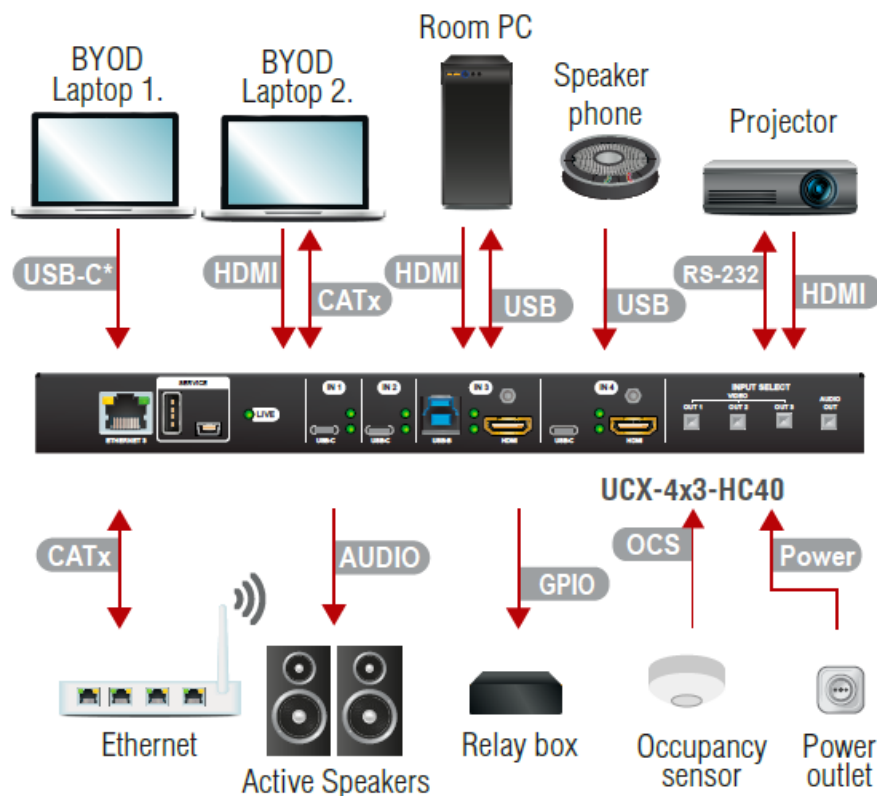 BYOD
Laptop 1.
BYOD
Laptop 2.
Room PC
Speaker
phone
Projector
USB-C*
HDMI
CATx
HDMI
USB
USB
RS-232
HDMI
SERVICE
ETHERNET 3
LIVE
IN 1
USB-C
IN 2
USB-C
IN 3
USB-B
HDMI
IN 4
USB-C
HDMI
INPUT SELECT
VIDEO
OUT 1
OUT 2
OUT 3
AUDIO
OUT
UCX-4x3-HC40
CATx
AUDIO
GPIO
OCS
Power
Ethernet
Active Speakers
Relay box
Occupancy
sensor
Power
outlet